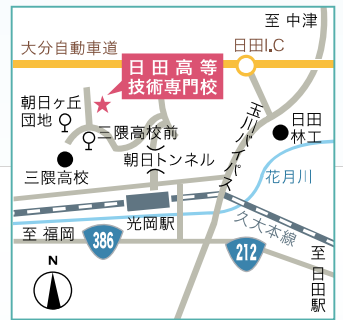 至 中津
大分自動車道
日田I.C
日田高等
技術専門校
朝日ヶ丘
団地
三隈高校前
玉川バイパス
日田
林工
朝日トンネル
三隈高校
花月川
光岡駅
久大本線
至 福岡
386
212
至 日田駅
N